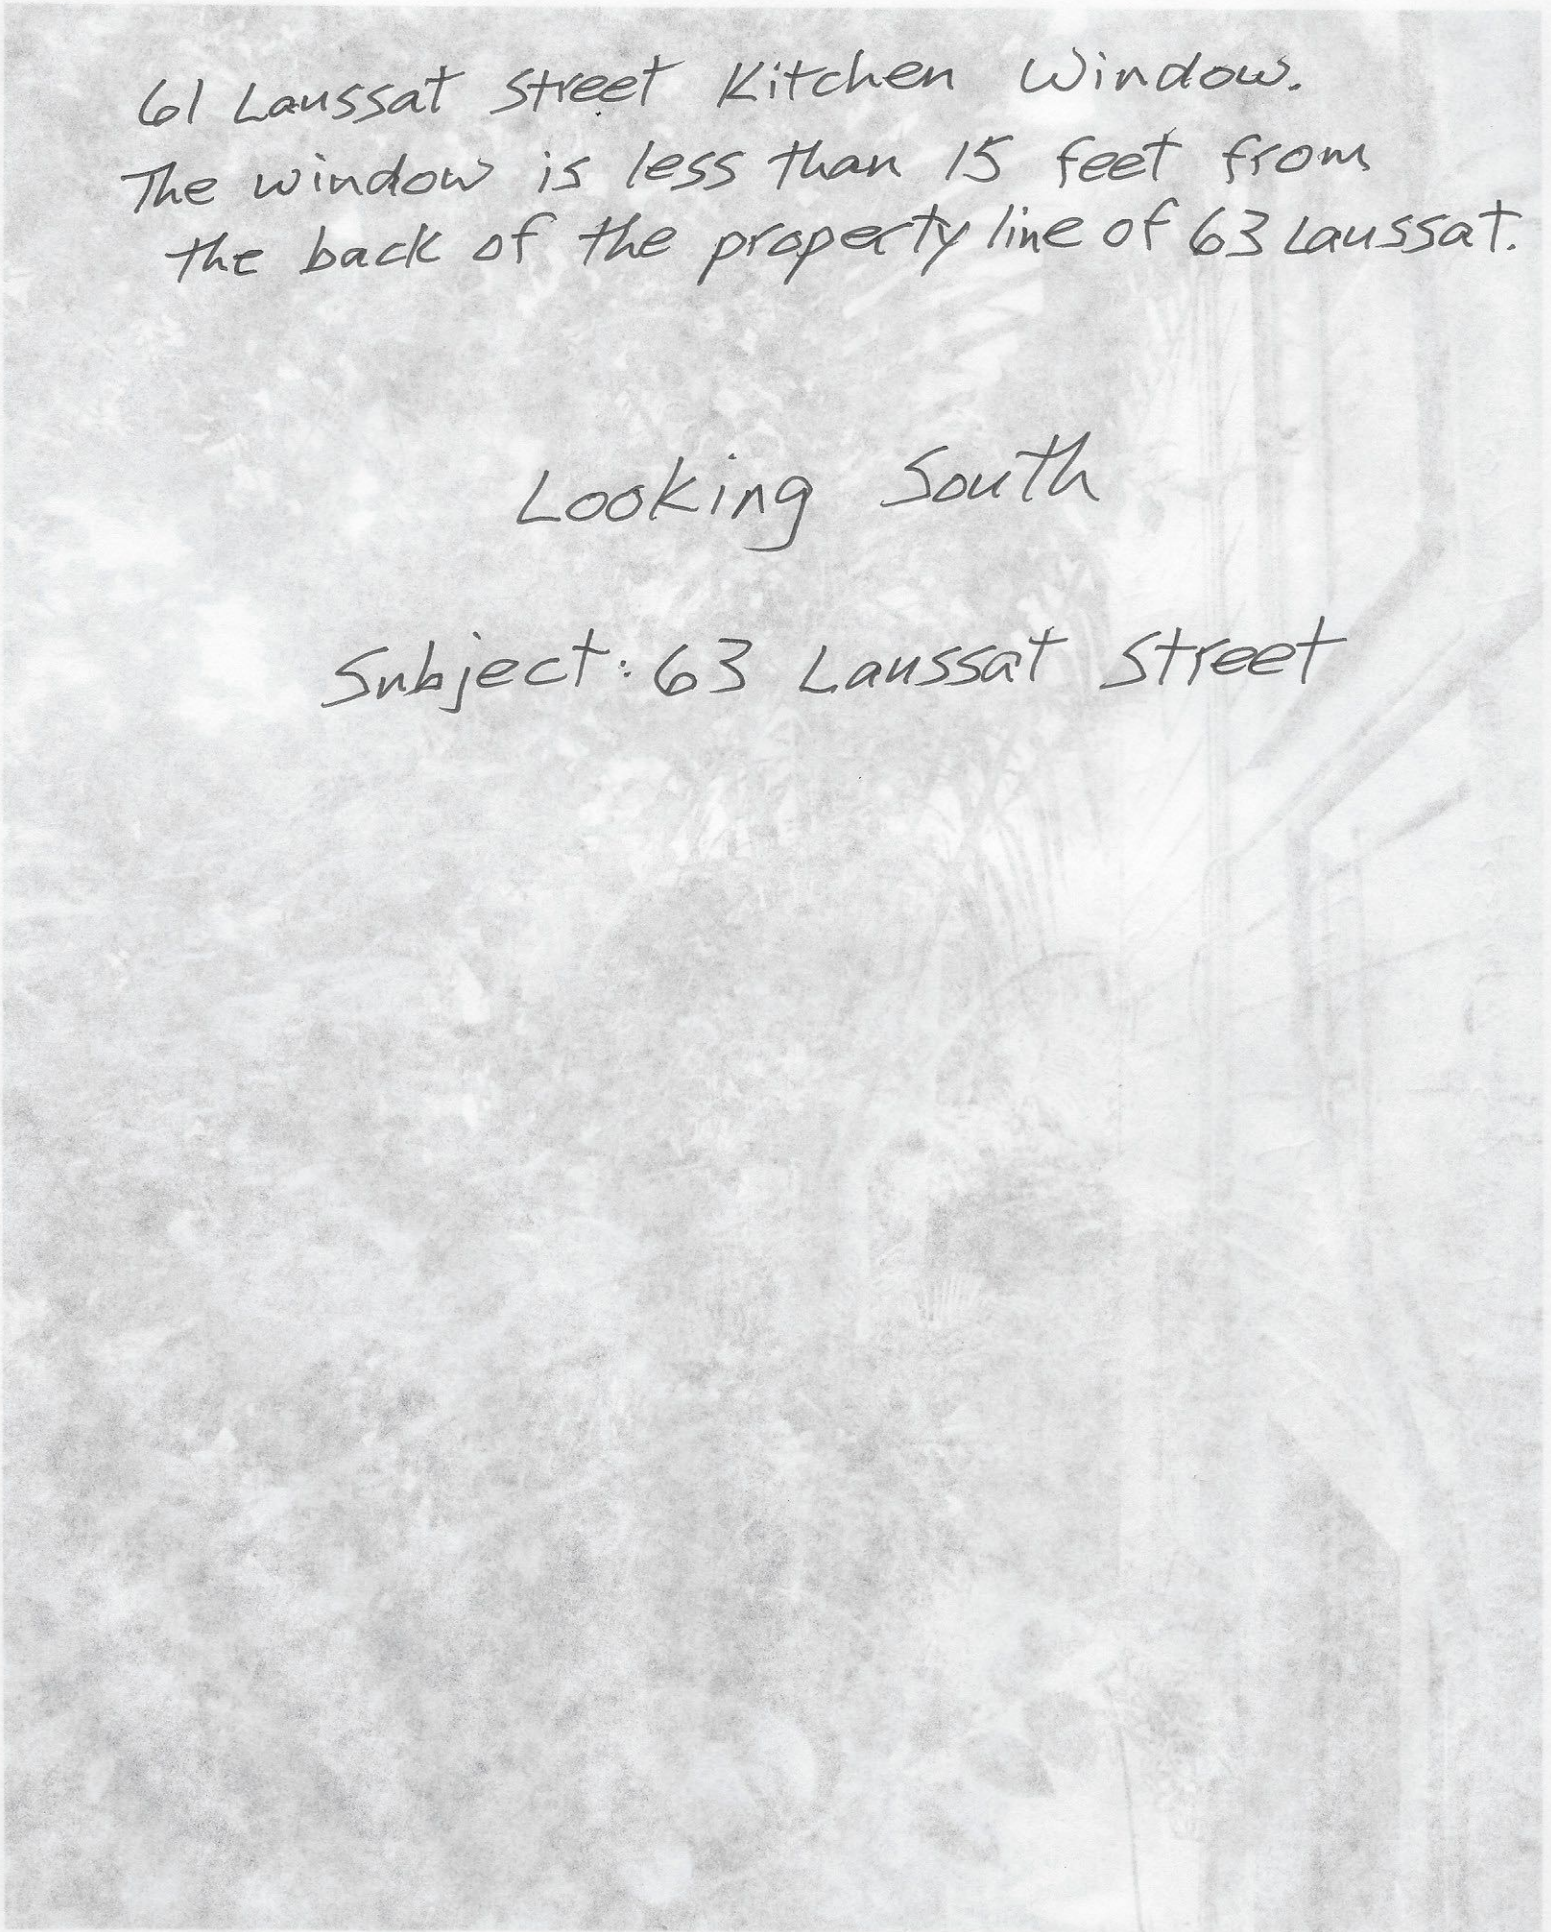 61 Laussat Street Kitchen Window.
The window is less than 15 feet from
the back of the property line of 63 Laussat.
Looking South
Subject: 63 Laussat Street